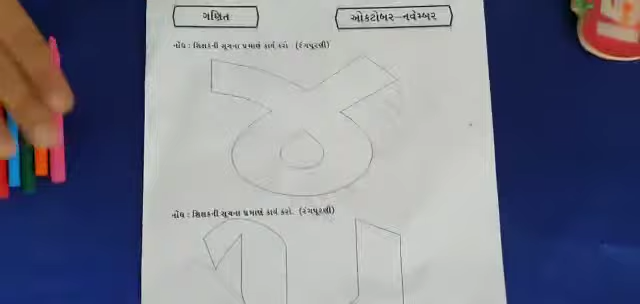 ગણિત
ઓક્ટોબર-નવેમ્બર
નોંધ : શિક્ષકની સૂચના પ્રમાણે કાર્ય કરો. (રંગપૂરણી)
નોંધ : શિક્ષકની સૂચના પ્રમાણે કાર્ય કરો. (રંગપૂરણી)